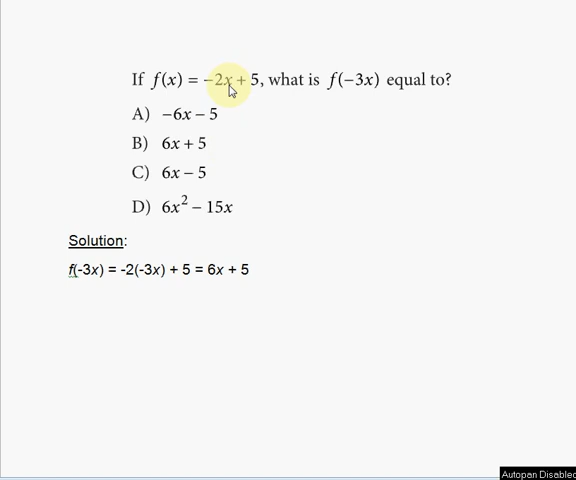 If f(x) = −2x + 5, what is f(−3x) equal to?
A) −6x − 5
B) 6x + 5
C) 6x − 5
D) 6x² − 15x
Solution:
f(-3x) = -2(-3x) + 5 = 6x + 5
Autopan Disabled